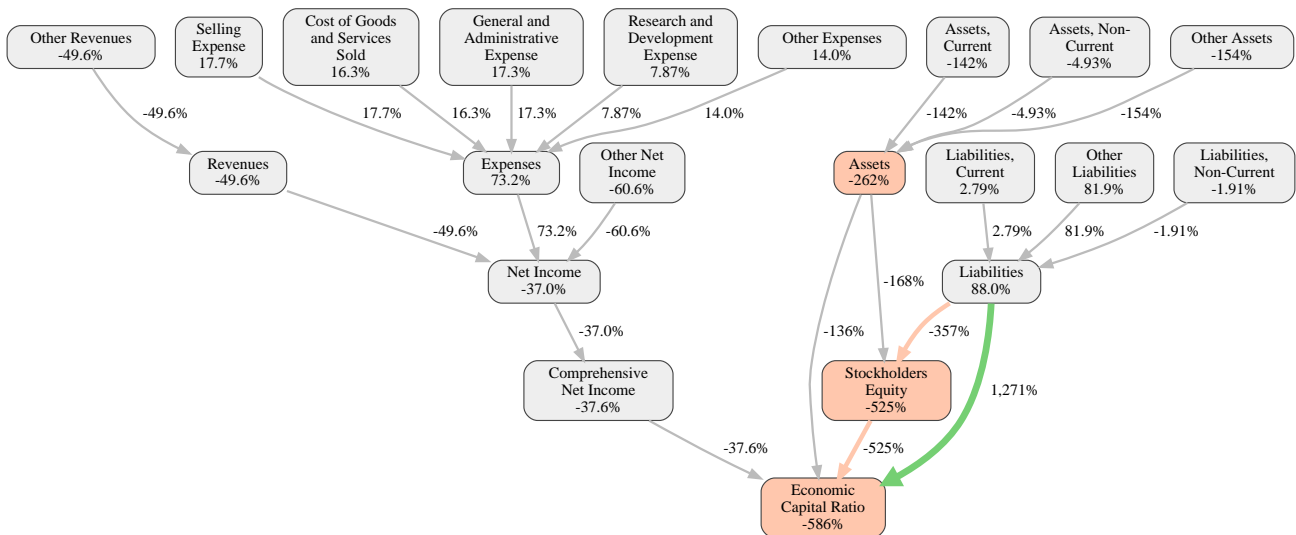 Other Revenues
-49.6%
Selling
Expense
17.7%
Cost of Goods
and Services
Sold
16.3%
General and
Administrative
Expense
17.3%
Research and
Development
Expense
7.87%
Other Expenses
14.0%
Assets,
Current
-142%
Assets, Non-
Current
-4.93%
Other Assets
-154%
-49.6%
17.7%
16.3%
17.3%
7.87%
14.0%
-142%
-4.93%
-154%
Revenues
-49.6%
Expenses
73.2%
Other Net
Income
-60.6%
Assets
-262%
Liabilities,
Current
2.79%
Other
Liabilities
81.9%
Liabilities,
Non-Current
-1.91%
-49.6%
73.2%
-60.6%
2.79%
81.9%
-1.91%
Net Income
-37.0%
-168%
Liabilities
88.0%
-37.0%
-136%
-357%
Comprehensive
Net Income
-37.6%
Stockholders
Equity
-525%
1,271%
-37.6%
-525%
Economic
Capital Ratio
-586%